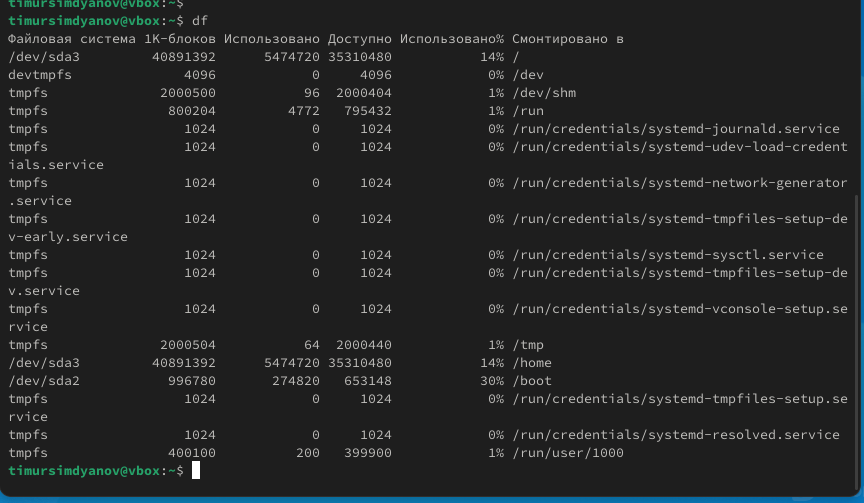 timursimdyanov@vbox:~$
timursimdyanov@vbox:~$ df
Файловая система 1K-блоков Использовано Доступно Использовано% Смонтировано в
/dev/sda3         40891392      5474720 35310480           14% /
devtmpfs              4096            0     4096            0% /dev
tmpfs              2000500           96  2000404            1% /dev/shm
tmpfs               800204         4772   795432            1% /run
tmpfs                 1024            0     1024            0% /run/credentials/systemd-journald.service
tmpfs                 1024            0     1024            0% /run/credentials/systemd-udev-load-credent
ials.service
tmpfs                 1024            0     1024            0% /run/credentials/systemd-network-generator
.service
tmpfs                 1024            0     1024            0% /run/credentials/systemd-tmpfiles-setup-de
v-early.service
tmpfs                 1024            0     1024            0% /run/credentials/systemd-sysctl.service
tmpfs                 1024            0     1024            0% /run/credentials/systemd-tmpfiles-setup-de
v.service
tmpfs                 1024            0     1024            0% /run/credentials/systemd-vconsole-setup.se
rvice
tmpfs              2000504           64  2000440            1% /tmp
/dev/sda3         40891392      5474720 35310480           14% /home
/dev/sda2           996780       274820   653148           30% /boot
tmpfs                 1024            0     1024            0% /run/credentials/systemd-tmpfiles-setup.se
rvice
tmpfs                 1024            0     1024            0% /run/credentials/systemd-resolved.service
tmpfs               400100          200   399900            1% /run/user/1000
timursimdyanov@vbox:~$